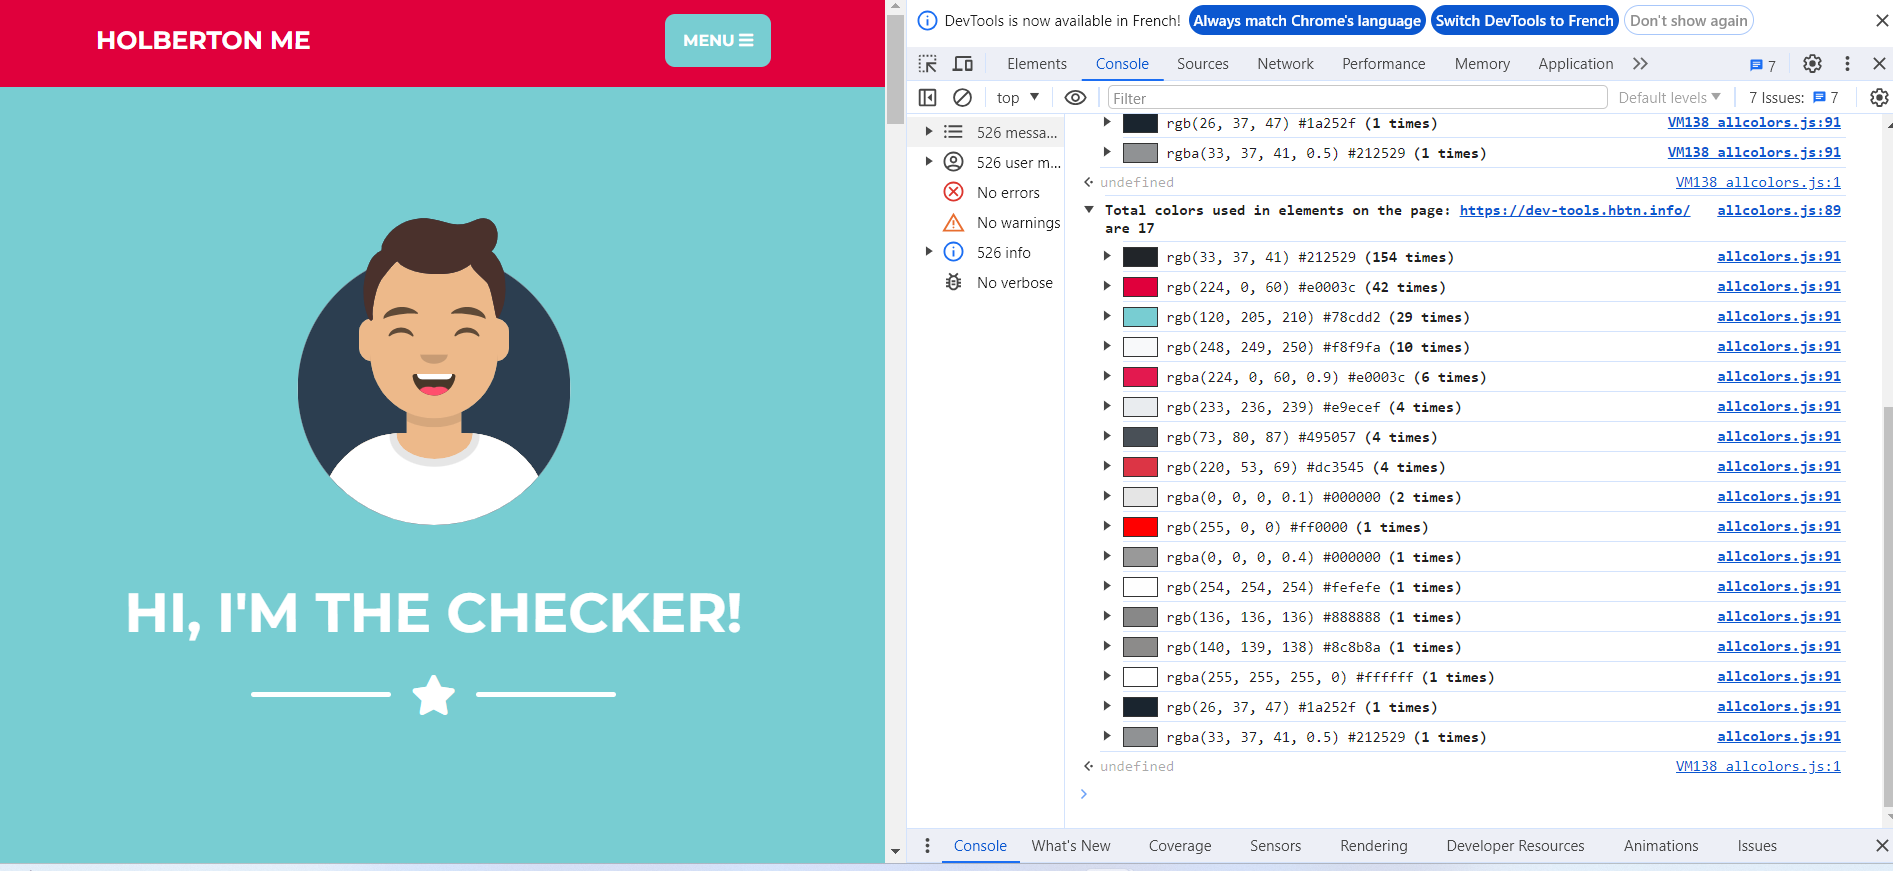 HOLBERTON ME
MENU
HI, I'M THE CHECKER!
DevTools is now available in French! Always match Chrome's language Switch DevTools to French Don't show again
Elements Console Sources Network Performance Memory Application 7
top Filter Default levels 7 Issues: 7
526 messa...
526 user m...
No errors
No warnings
526 info
No verbose
rgb(26, 37, 47) #1a252f (1 times) VM138 allcolors.js:91
rgba(33, 37, 41, 0.5) #212529 (1 times) VM138 allcolors.js:91
undefined VM138 allcolors.js:1
Total colors used in elements on the page: https://dev-tools.hbtn.info/ allcolors.js:89
are 17
rgb(33, 37, 41) #212529 (154 times) allcolors.js:91
rgb(224, 0, 60) #e0003c (42 times) allcolors.js:91
rgb(120, 205, 210) #78cdd2 (29 times) allcolors.js:91
rgb(248, 249, 250) #f8f9fa (10 times) allcolors.js:91
rgba(224, 0, 60, 0.9) #e0003c (6 times) allcolors.js:91
rgb(233, 236, 239) #e9ecef (4 times) allcolors.js:91
rgb(73, 80, 87) #495057 (4 times) allcolors.js:91
rgb(220, 53, 69) #dc3545 (4 times) allcolors.js:91
rgba(0, 0, 0, 0.1) #000000 (2 times) allcolors.js:91
rgb(255, 0, 0) #ff0000 (1 times) allcolors.js:91
rgba(0, 0, 0, 0.4) #000000 (1 times) allcolors.js:91
rgb(254, 254, 254) #fefefe (1 times) allcolors.js:91
rgb(136, 136, 136) #888888 (1 times) allcolors.js:91
rgb(140, 139, 138) #8c8b8a (1 times) allcolors.js:91
rgba(255, 255, 255, 0) #ffffff (1 times) allcolors.js:91
rgb(26, 37, 47) #1a252f (1 times) allcolors.js:91
rgba(33, 37, 41, 0.5) #212529 (1 times) allcolors.js:91
undefined VM138 allcolors.js:1
Console What's New Coverage Sensors Rendering Developer Resources Animations Issues